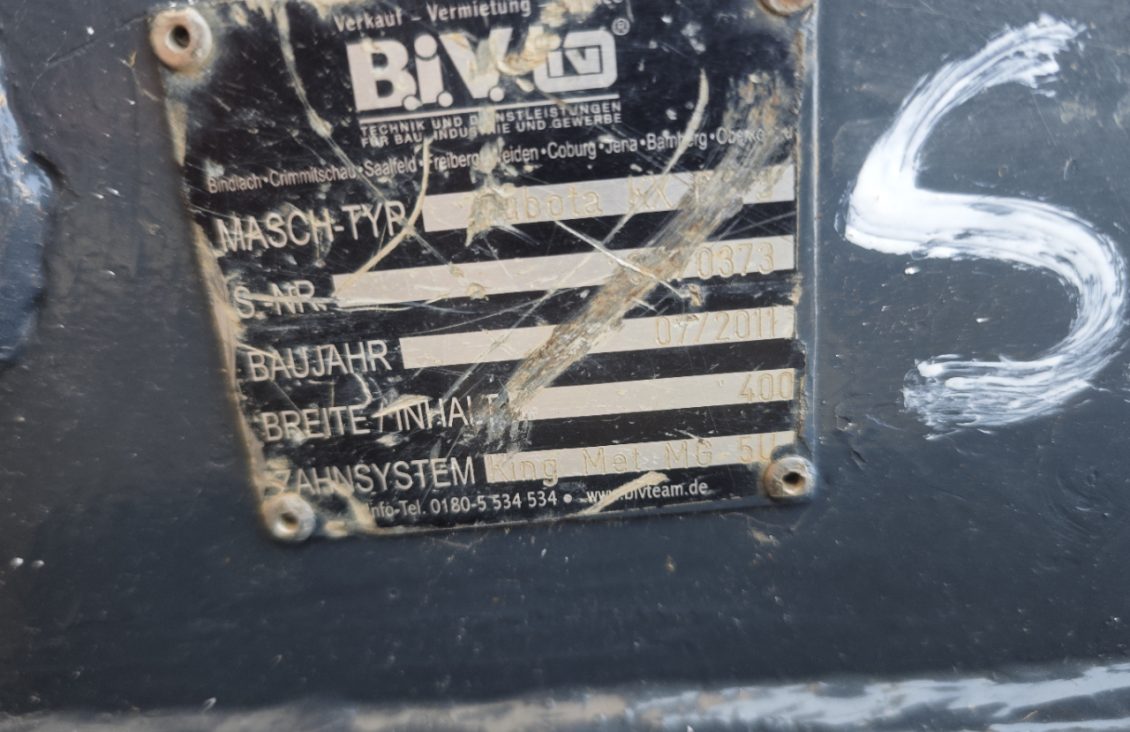 Verkauf - Vermietung
B.i.V. iV®
TECHNIK UND DIENSTLEISTUNGEN
FÜR BAU, INDUSTRIE UND GEWERBE
Bindlach•Crimmitschau•Saalfeld•Freiberg•Weiden•Coburg•Jena•Bamberg
MASCH-TYP Kubota KX
S.-NR. 0373
BAUJAHR 07/2011
BREITE / INHALT 400
ZAHNSYSTEM King Met MG 5U
Info-Tel. 0180-5 534 534 • www.bivteam.de
S